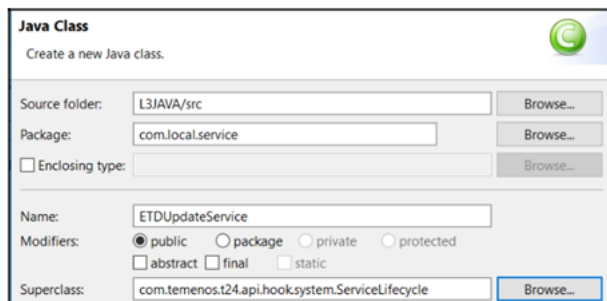 Java Class
Create a new Java class.
C
Source folder: L3JAVA/src Browse...
Package: com.local.service Browse...
Enclosing type: Browse...
Name: ETDUpdateService
Modifiers: public package private protected
abstract final static
Superclass: com.temenos.t24.api.hook.system.ServiceLifecycle Browse...